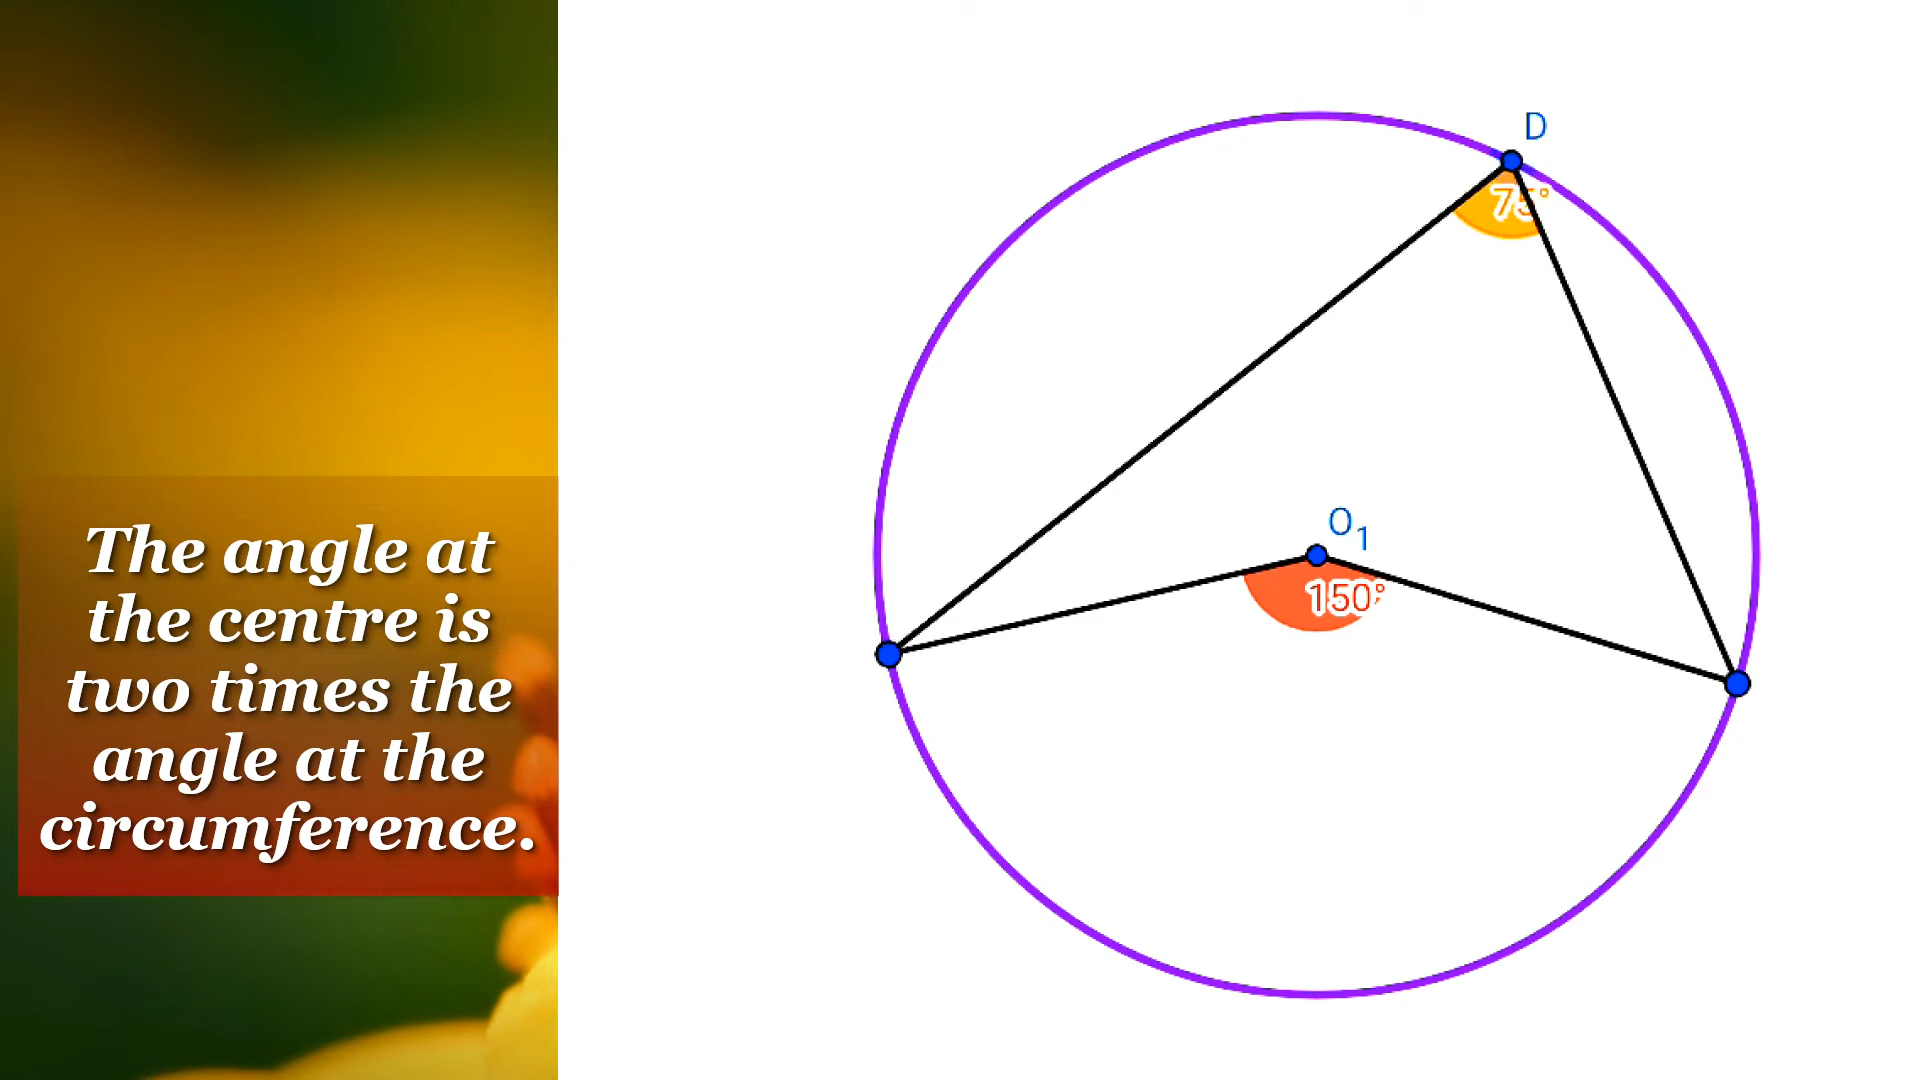 The angle at
the centre is
two times the
angle at the
circumference.
D
75°
O₁
150°